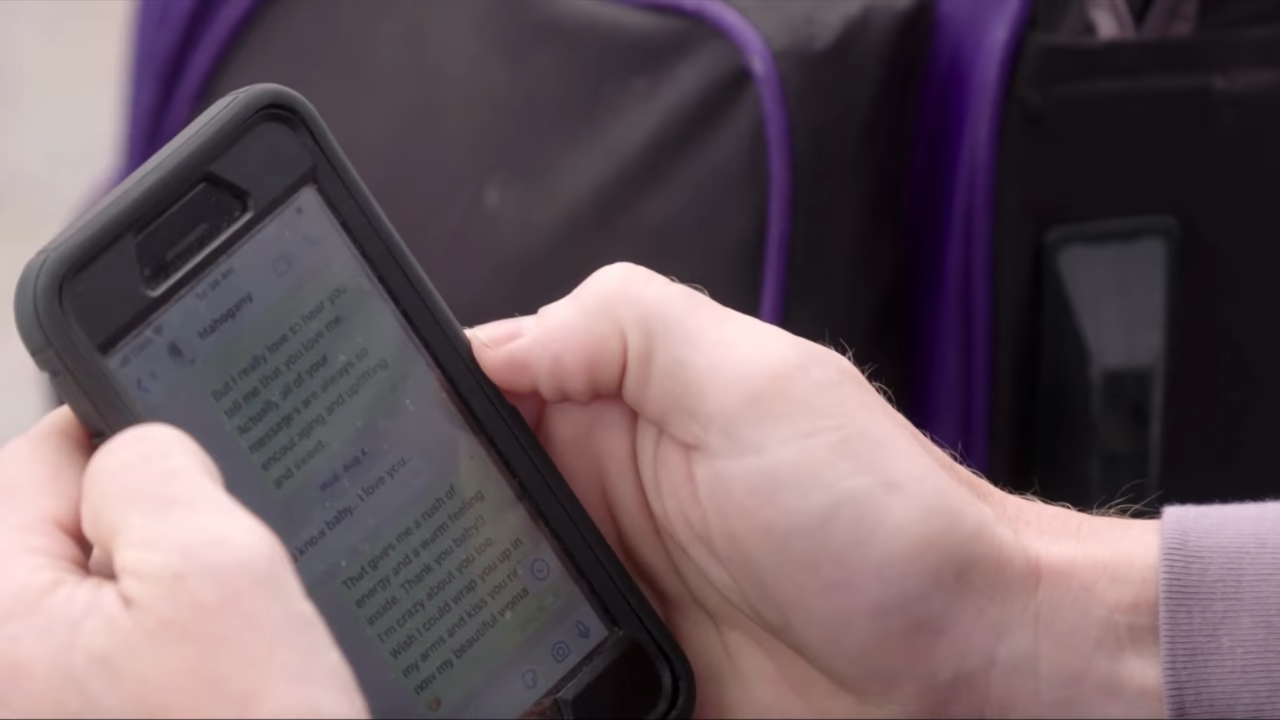 Mahogany
But I really love to hear you
tell me that you love me.
Actually, all of your
messages are always so
encouraging and uplifting
and sweet.
Wed, Aug 4
know baby.. I love you..
That gives me a rush of
energy and a warm feeling
inside. Thank you baby!!
I'm crazy about you too
Wish I could wrap you up in
my arms and kiss you
now my beautiful